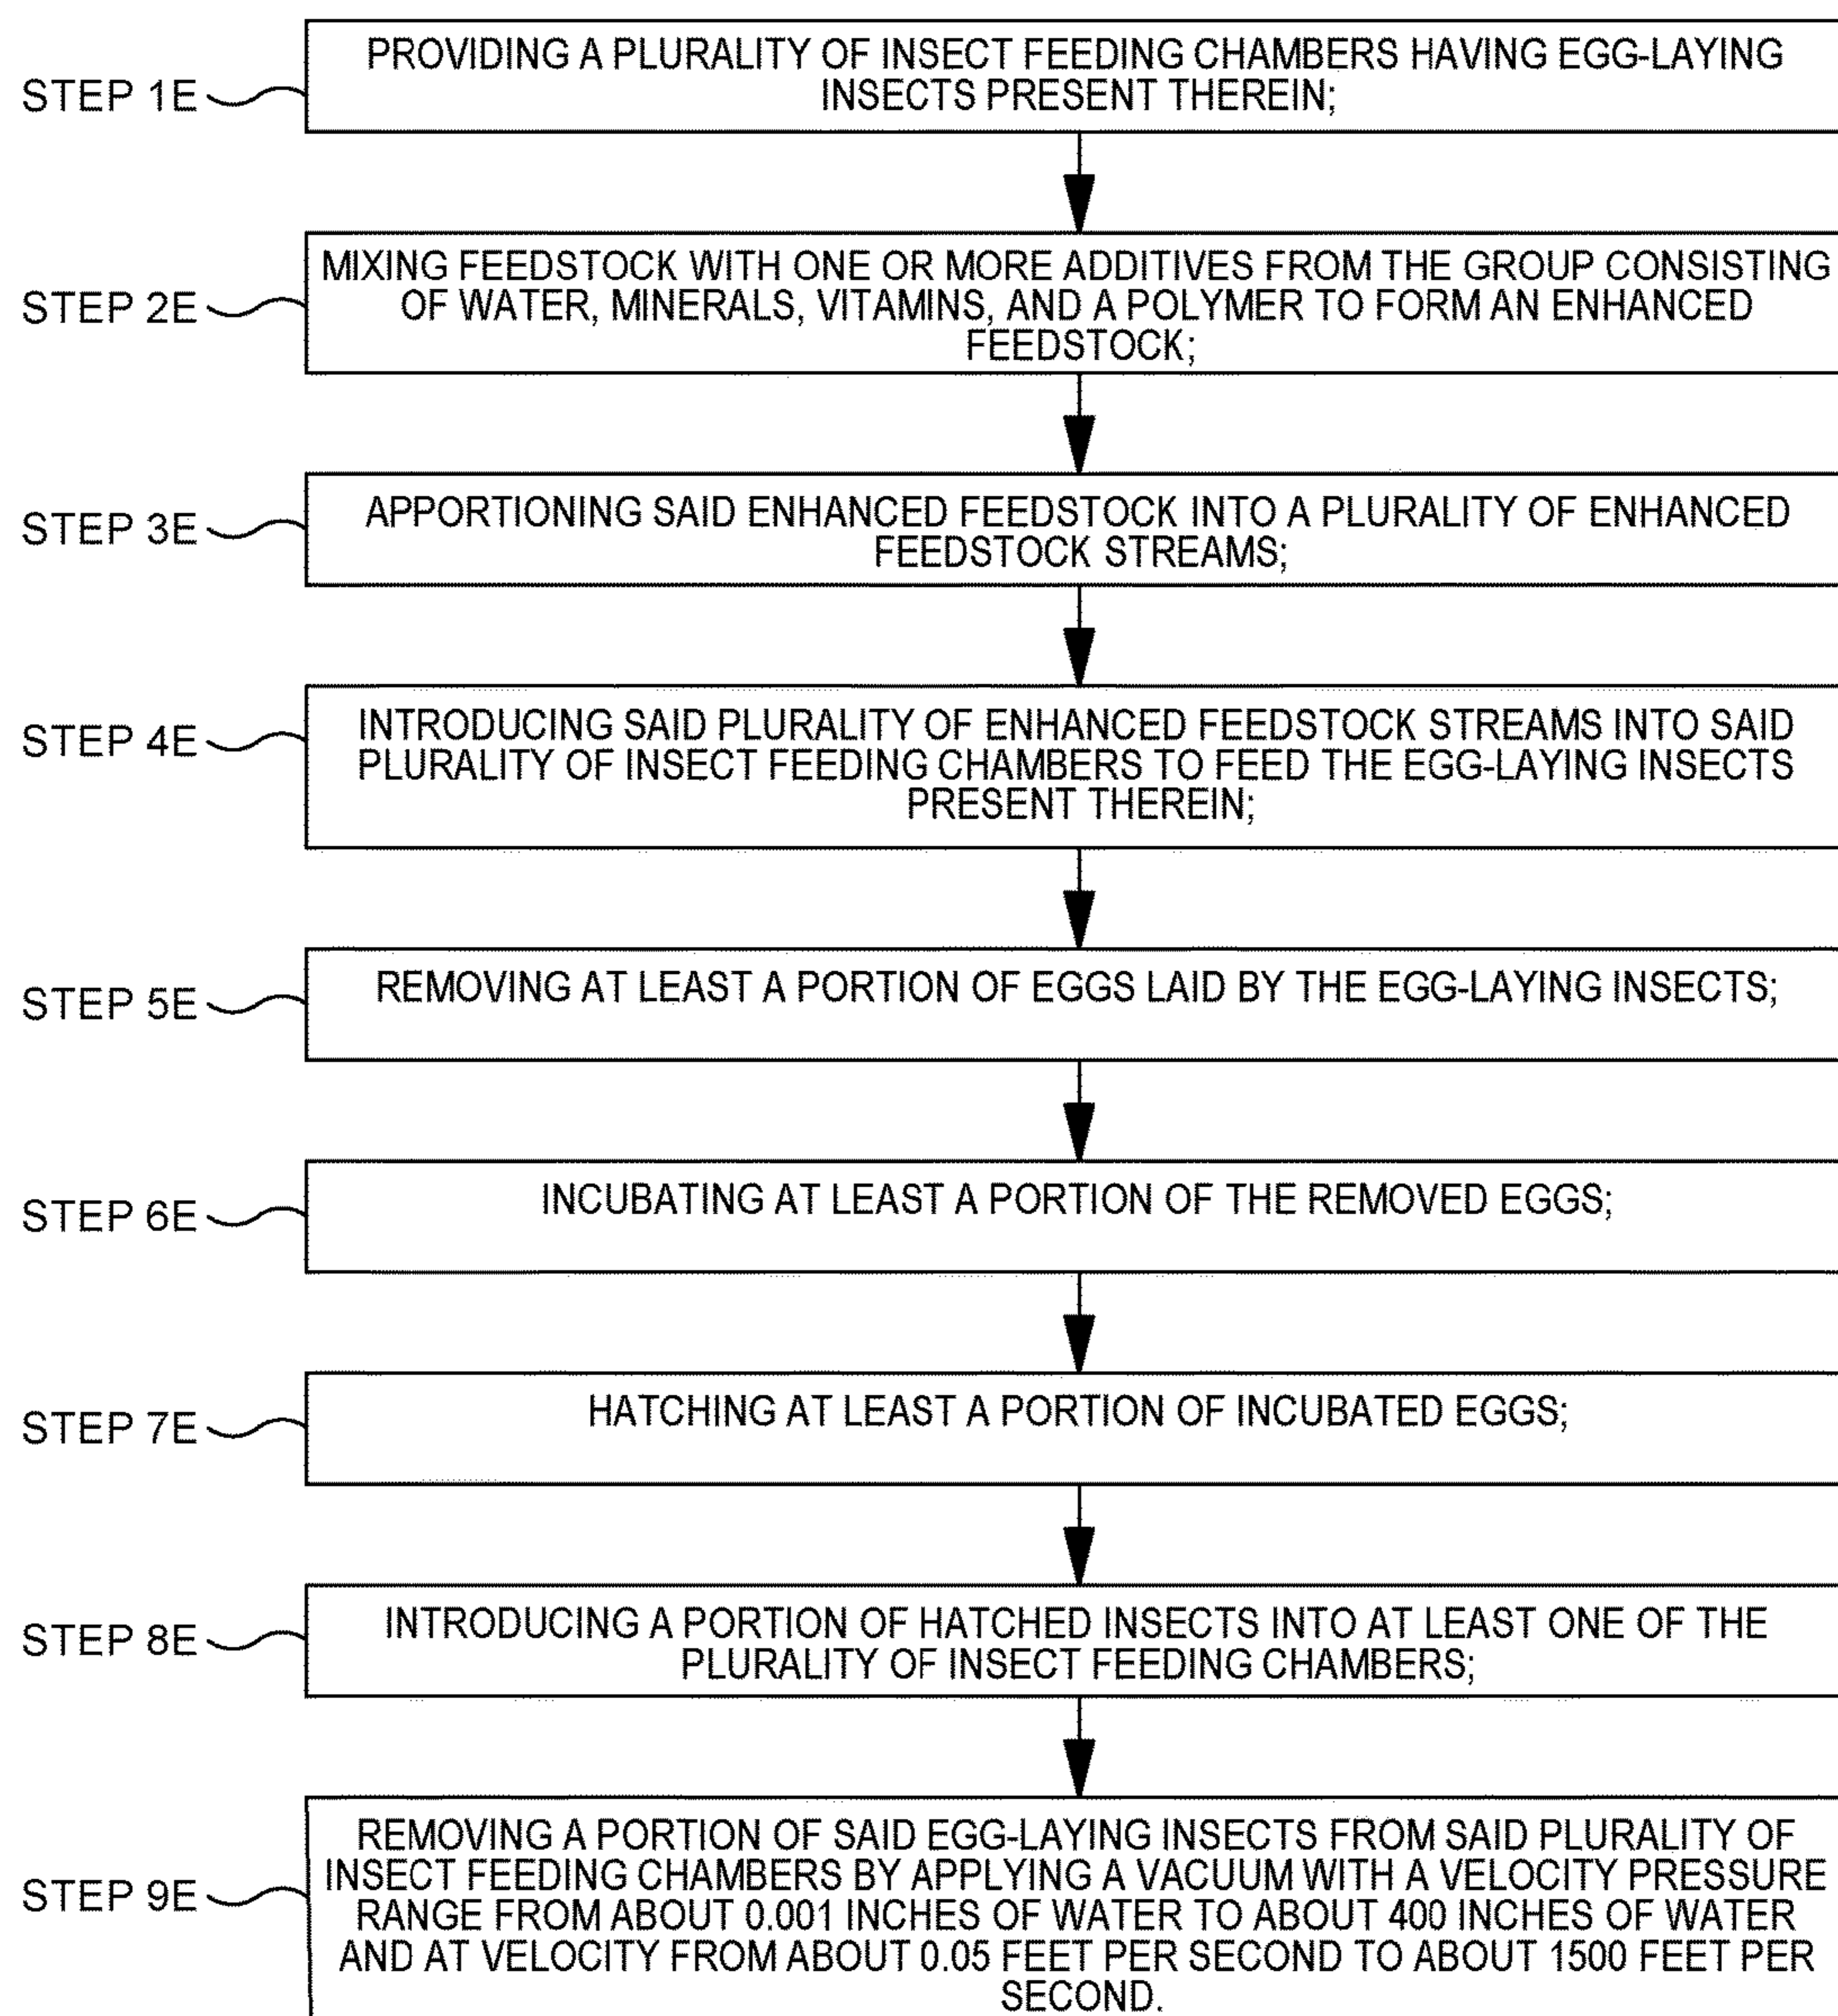 STEP 1E
PROVIDING A PLURALITY OF INSECT FEEDING CHAMBERS HAVING EGG-LAYING
INSECTS PRESENT THEREIN;
STEP 2E
MIXING FEEDSTOCK WITH ONE OR MORE ADDITIVES FROM THE GROUP CONSISTING
OF WATER, MINERALS, VITAMINS, AND A POLYMER TO FORM AN ENHANCED
FEEDSTOCK;
STEP 3E
APPORTIONING SAID ENHANCED FEEDSTOCK INTO A PLURALITY OF ENHANCED
FEEDSTOCK STREAMS;
STEP 4E
INTRODUCING SAID PLURALITY OF ENHANCED FEEDSTOCK STREAMS INTO SAID
PLURALITY OF INSECT FEEDING CHAMBERS TO FEED THE EGG-LAYING INSECTS
PRESENT THEREIN;
STEP 5E
REMOVING AT LEAST A PORTION OF EGGS LAID BY THE EGG-LAYING INSECTS;
STEP 6E
INCUBATING AT LEAST A PORTION OF THE REMOVED EGGS;
STEP 7E
HATCHING AT LEAST A PORTION OF INCUBATED EGGS;
STEP 8E
INTRODUCING A PORTION OF HATCHED INSECTS INTO AT LEAST ONE OF THE
PLURALITY OF INSECT FEEDING CHAMBERS;
STEP 9E
REMOVING A PORTION OF SAID EGG-LAYING INSECTS FROM SAID PLURALITY OF
INSECT FEEDING CHAMBERS BY APPLYING A VACUUM WITH A VELOCITY PRESSURE
RANGE FROM ABOUT 0.001 INCHES OF WATER TO ABOUT 400 INCHES OF WATER
AND AT VELOCITY FROM ABOUT 0.05 FEET PER SECOND TO ABOUT 1500 FEET PER
SECOND.